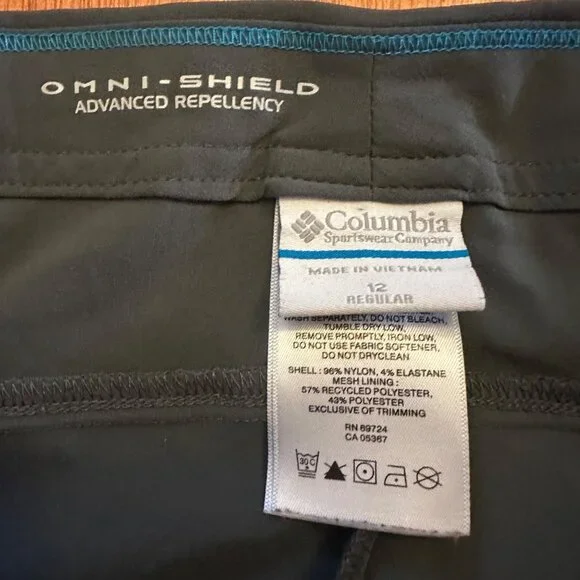 OMNI-SHIELD
ADVANCED REPELLENCY
Columbia
Sportswear Company
MADE IN VIETNAM
12
REGULAR
WASH SEPARATELY, DO NOT BLEACH,
TUMBLE DRY LOW,
REMOVE PROMPTLY, IRON LOW,
DO NOT USE FABRIC SOFTENER,
DO NOT DRYCLEAN
SHELL : 96% NYLON, 4% ELASTANE
MESH LINING :
57% RECYCLED POLYESTER,
43% POLYESTER
EXCLUSIVE OF TRIMMING
RN 69724
CA 05367
30 C